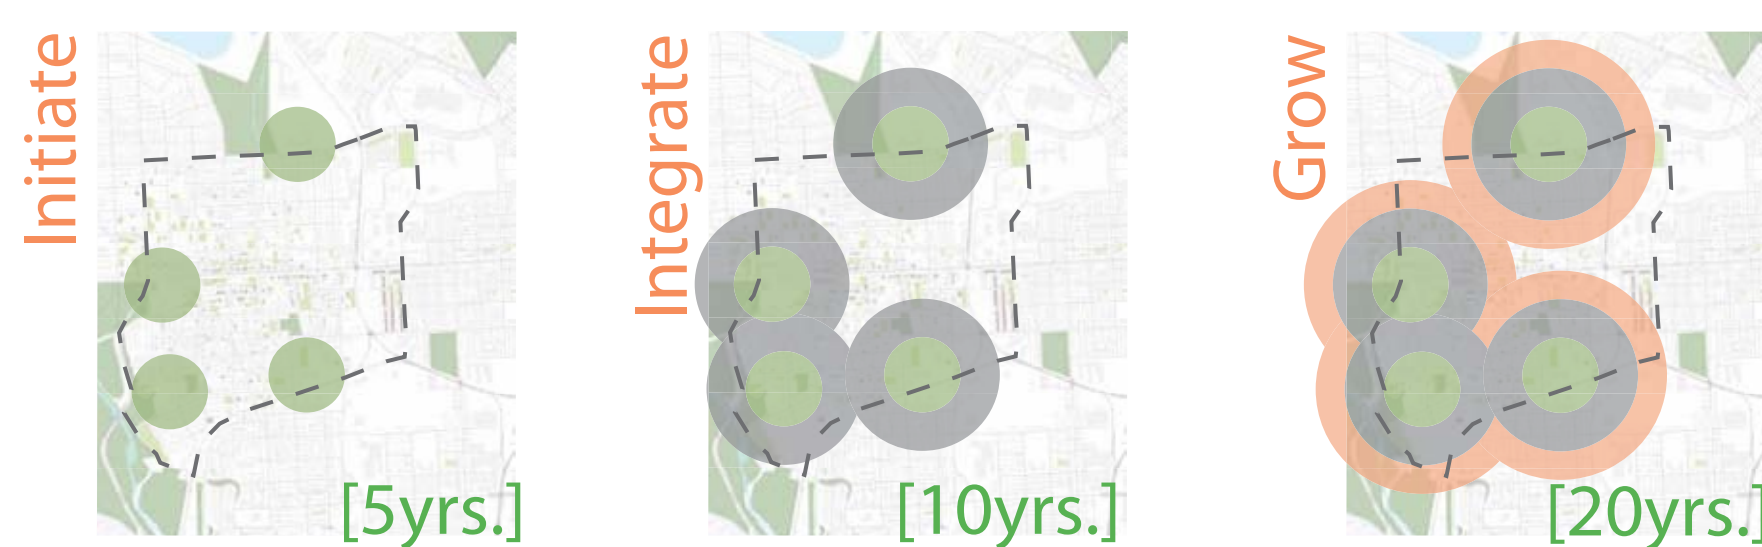 Initiate
[5yrs.]
Integrate
[10yrs.]
Grow
[20yrs.]